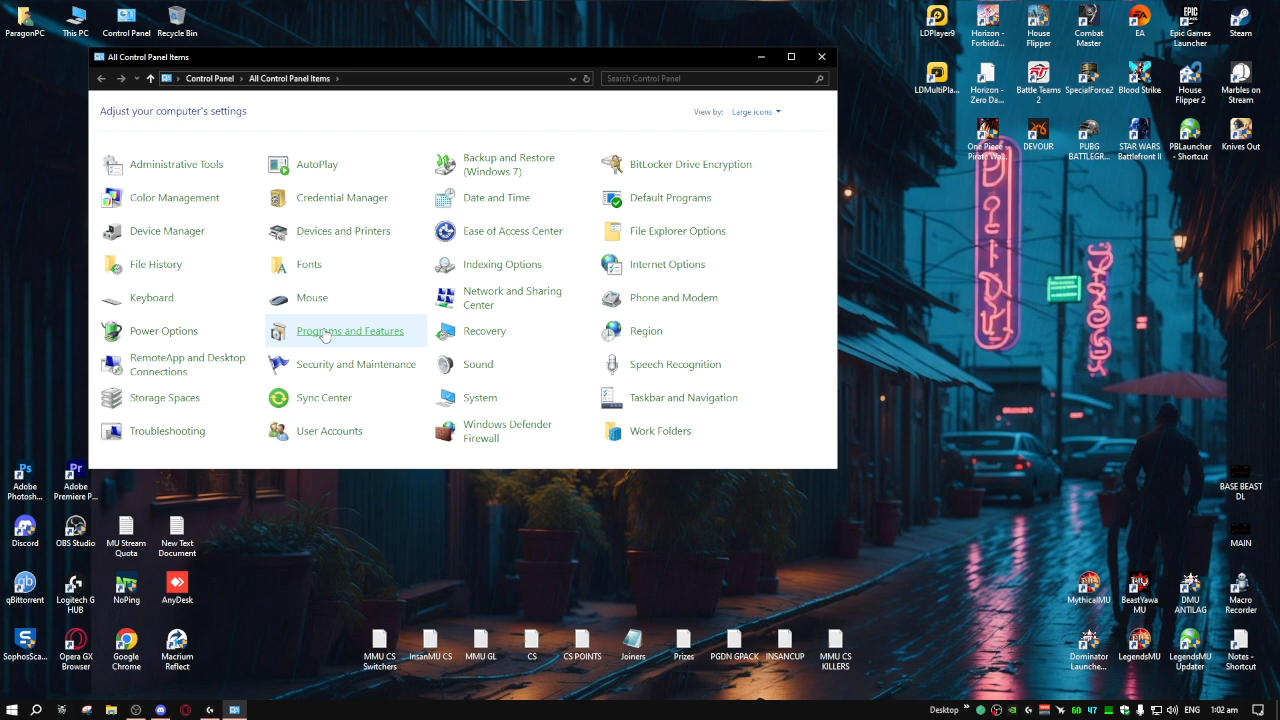 ParagonPC
This PC
Control Panel
Recycle Bin
LDPlayer9
Horizon - Forbidd...
House Flipper
Combat Master
EA
Epic Games Launcher
Steam
All Control Panel Items
Control Panel > All Control Panel Items >
Search Control Panel
LDMultiPla...
Horizon - Zero Da...
Battle Teams 2
SpecialForce2
Blood Strike
House Flipper 2
Marbles on Stream
Adjust your computer's settings
View by: Large icons
One Piece - Pirate Wa...
DEVOUR
PUBG BATTLEGR...
STAR WARS Battlefront II
PBLauncher - Shortcut
Knives Out
Administrative Tools
AutoPlay
Backup and Restore (Windows 7)
BitLocker Drive Encryption
Color Management
Credential Manager
Date and Time
Default Programs
Device Manager
Devices and Printers
Ease of Access Center
File Explorer Options
File History
Fonts
Indexing Options
Internet Options
Keyboard
Mouse
Network and Sharing Center
Phone and Modem
Power Options
Programs and Features
Recovery
Region
RemoteApp and Desktop Connections
Security and Maintenance
Sound
Speech Recognition
Storage Spaces
Sync Center
System
Taskbar and Navigation
Troubleshooting
User Accounts
Windows Defender Firewall
Work Folders
Adobe Photosh...
Adobe Premiere P...
BASE BEAST DL
Discord
OBS Studio
MU Stream Quota
New Text Document
MAIN
qBittorrent
Logitech G HUB
NoPing
AnyDesk
MythicalMU
BeastYawa MU
DMU ANTILAG
Macro Recorder
SophosSca...
Opera GX Browser
Google Chrome
Macrium Reflect
MMU CS Switchers
InsanMU CS
MMU GL
CS
CS POINTS
Joiners
Prizes
PGDN GPACK
INSANCUP
MMU CS KILLERS
Dominator Launche...
LegendsMU
LegendsMU Updater
Notes - Shortcut
Desktop
60
47
ENG
1:02 am